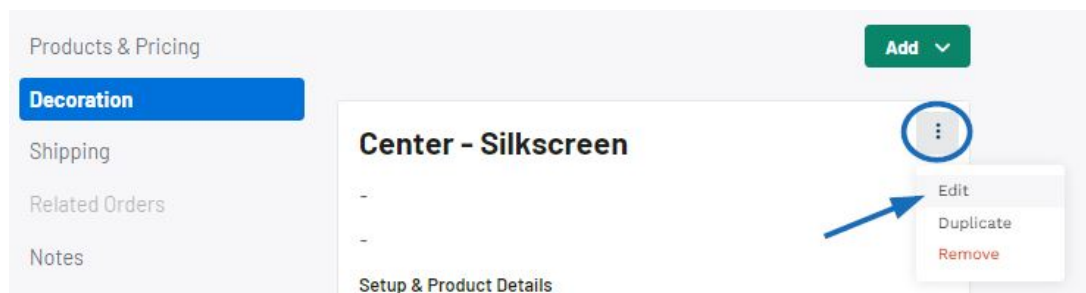 Products & Pricing
Add
Decoration
Center - Silkscreen
Shipping
Edit
Related Orders
-
Duplicate
-
Remove
Notes
Setup & Product Details